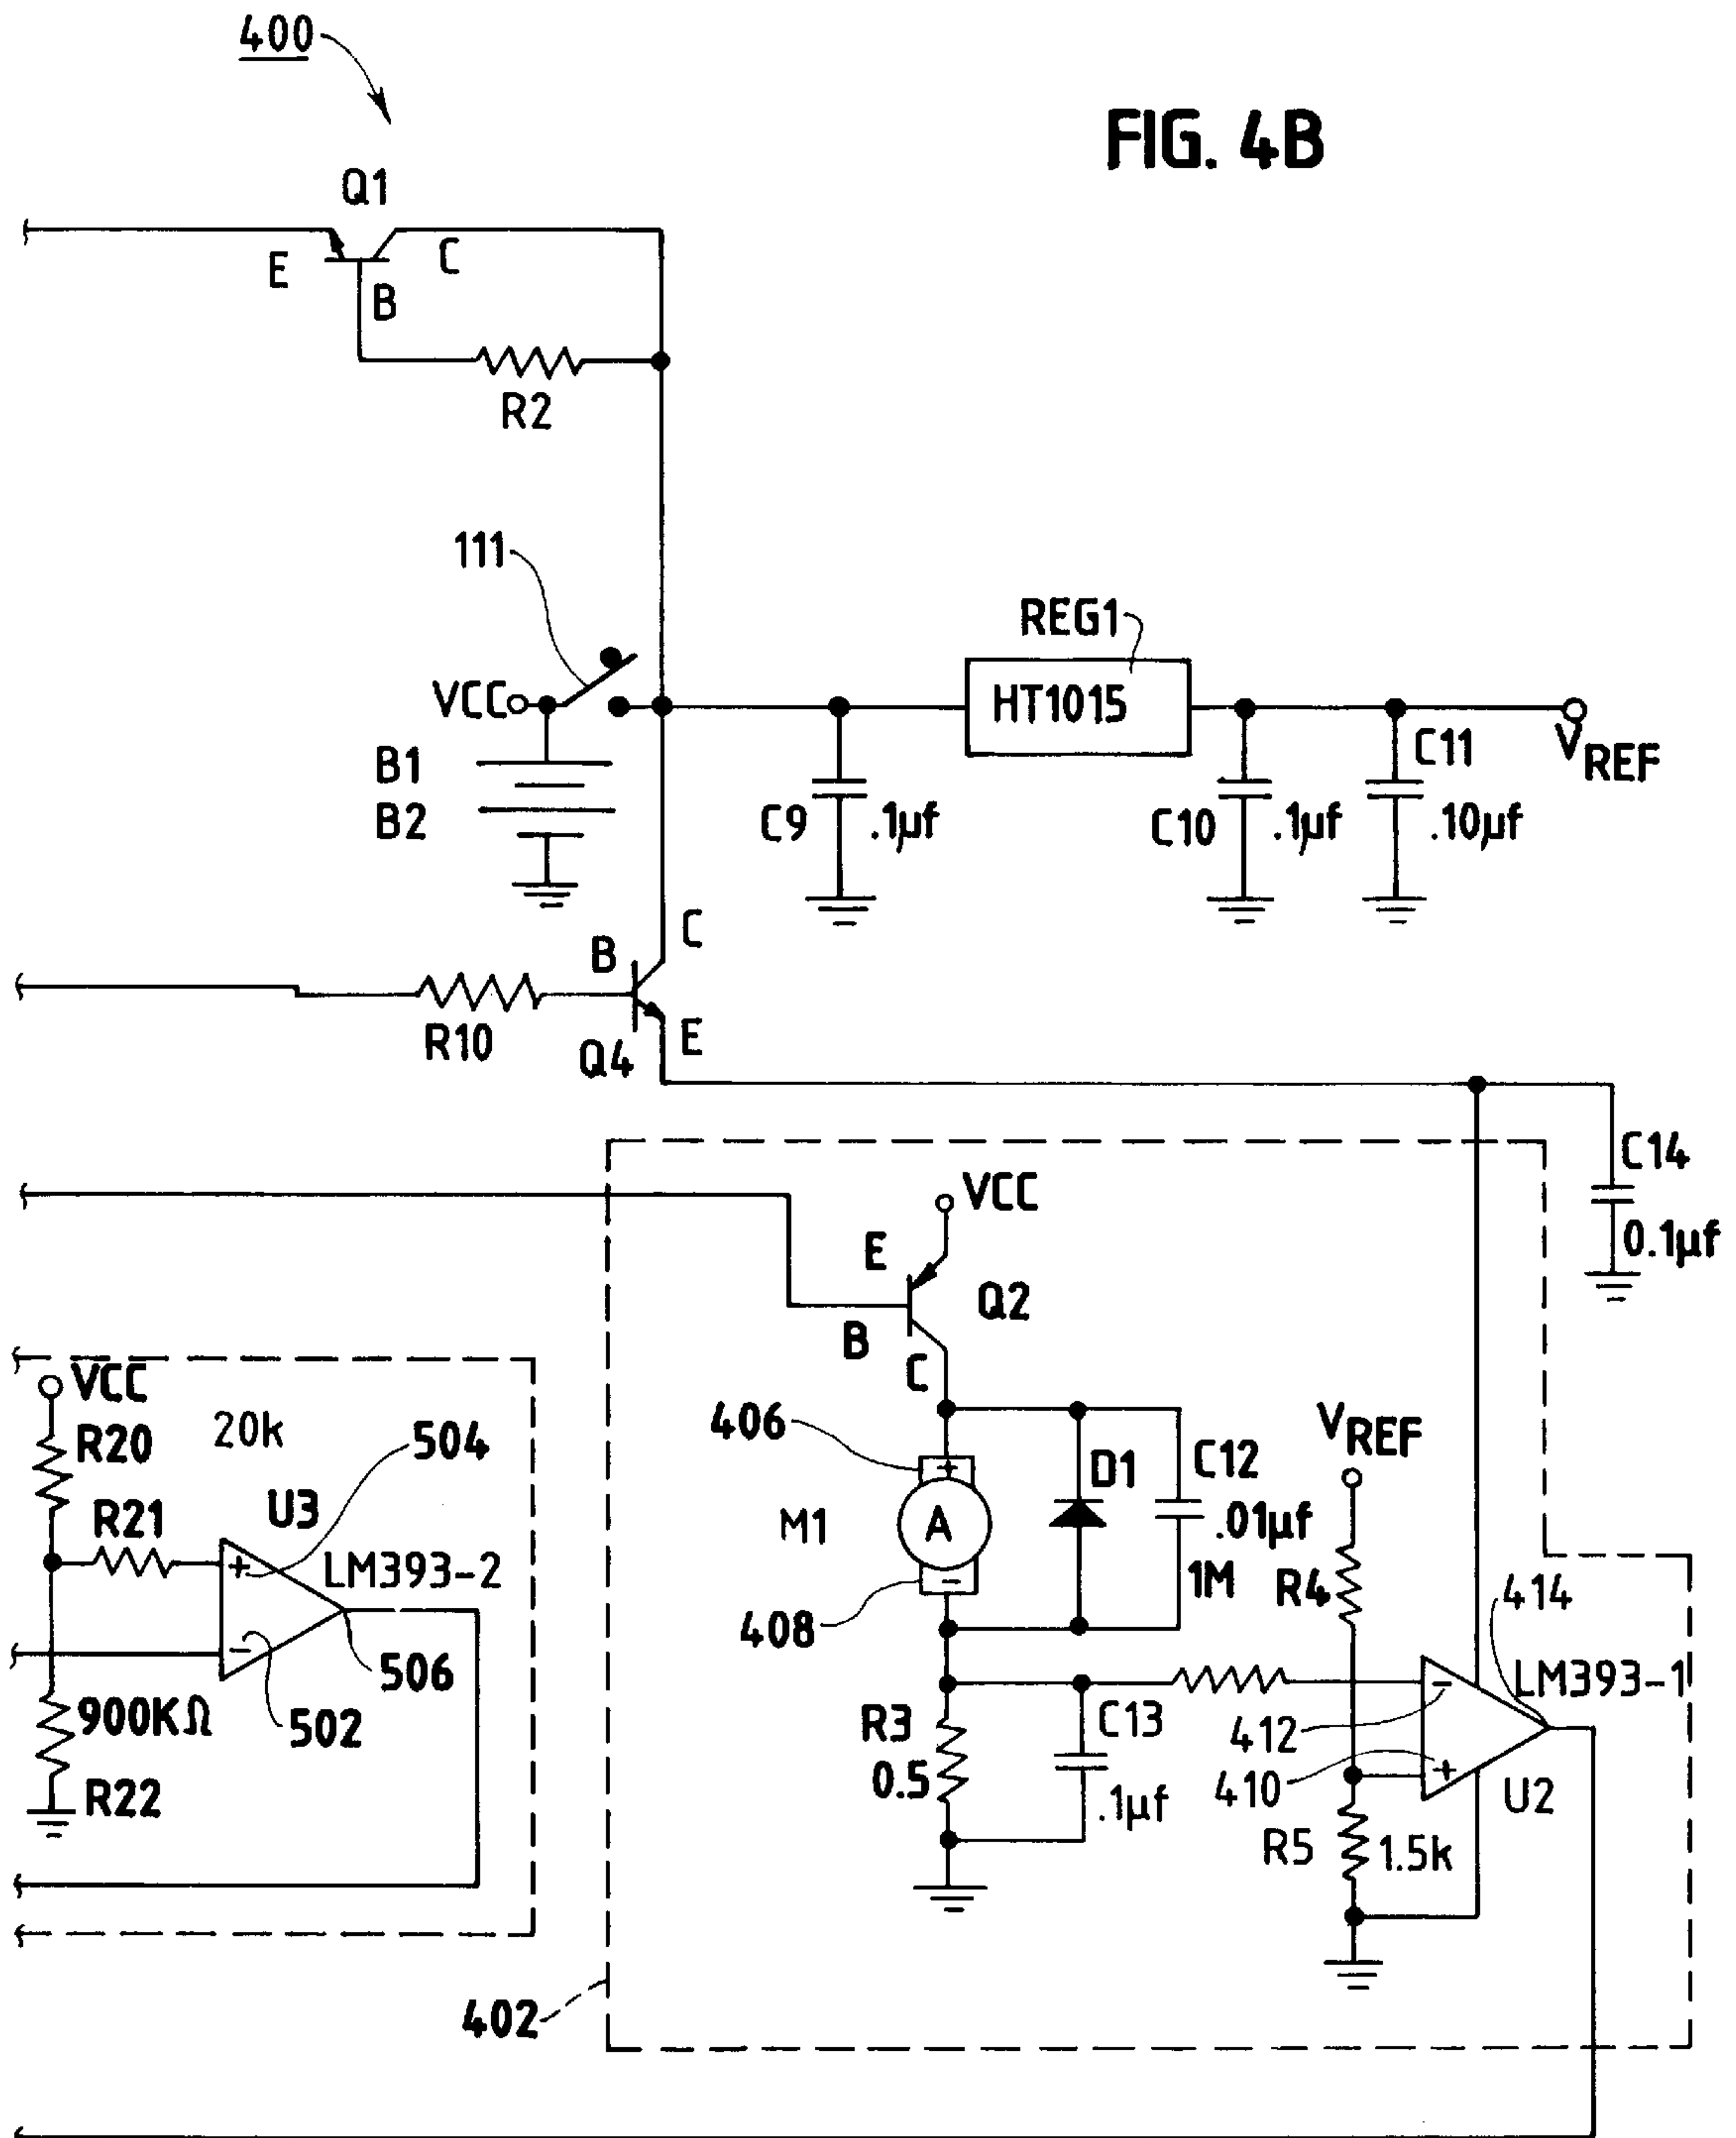 400
FIG. 4B
Q1
E
C
B
R2
111
REG1
VCC
HT1015
C11
VREF
B1
B2
C9
.1µf
C10
.1µf
.10µf
C
B
R10
Q4
E
C14
0.1µf
VCC
E
Q2
B
C
VCC
R20
20k
504
406
VREF
D1
C12
.01µf
1M
R21
U3
LM393-2
M1
+
A
-
R4
414
+
-
408
506
LM393-1
900KΩ
502
R3
0.5
C13
412
-
410
+
R22
.1µf
U2
R5
1.5k
402